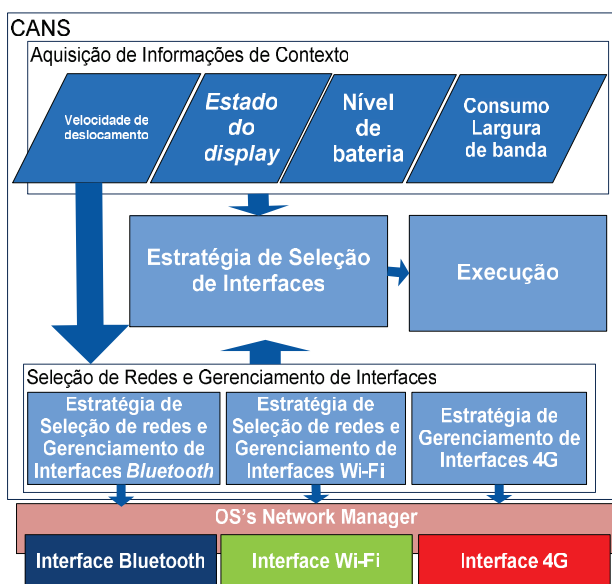 CANS
Aquisição de Informações de Contexto
Velocidade de
deslocamento
Estado
do
display
Nível
de
bateria
Consumo
Largura
de banda
Estratégia de Seleção
de Interfaces
Execução
Seleção de Redes e Gerenciamento de Interfaces
Estratégia de
Seleção de redes e
Gerenciamento de
Interfaces Bluetooth
Estratégia de
Seleção de redes e
Gerenciamento de
Interfaces Wi-Fi
Estratégia de
Gerenciamento de
Interfaces 4G
OS's Network Manager
Interface Bluetooth
Interface Wi-Fi
Interface 4G